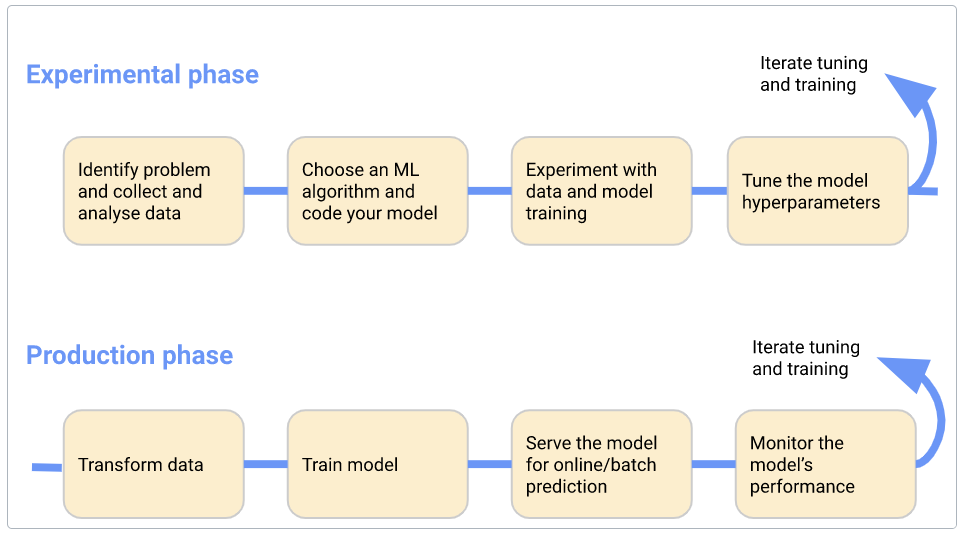 Experimental phase
Iterate tuning
and training
Identify problem
and collect and
analyse data
Choose an ML
algorithm and
code your model
Experiment with
data and model
training
Tune the model
hyperparameters
Production phase
Iterate tuning
and training
Transform data
Train model
Serve the model
for online/batch
prediction
Monitor the
model’s
performance